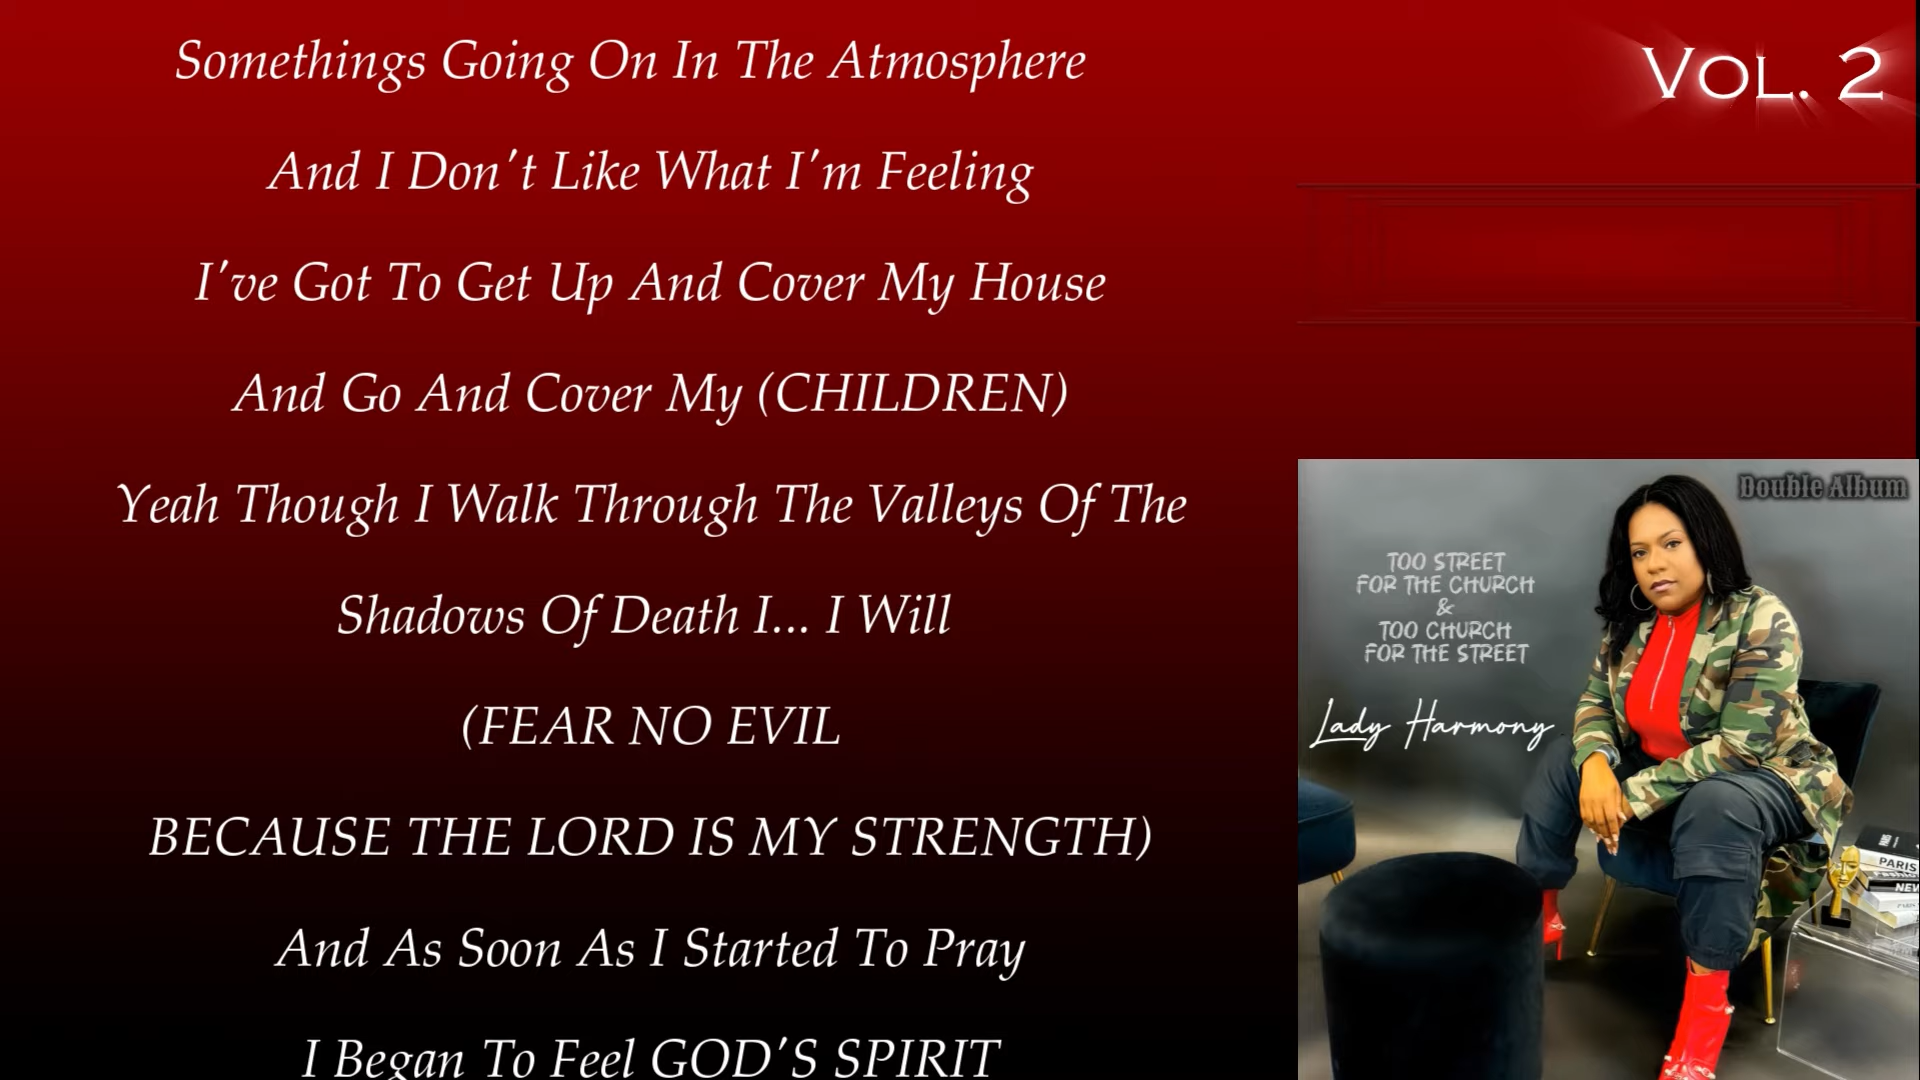 Somethings Going On In The Atmosphere
And I Don't Like What I'm Feeling
I've Got To Get Up And Cover My House
And Go And Cover My (CHILDREN)
Yeah Though I Walk Through The Valleys Of The
Shadows Of Death I... I Will
(FEAR NO EVIL
BECAUSE THE LORD IS MY STRENGTH)
And As Soon As I Started To Pray
I Began To Feel GOD'S SPIRIT
VOL. 2
Double Album
TOO STREET
FOR THE CHURCH
&
TOO CHURCH
FOR THE STREET
Lady Harmony
PARIS
NEW